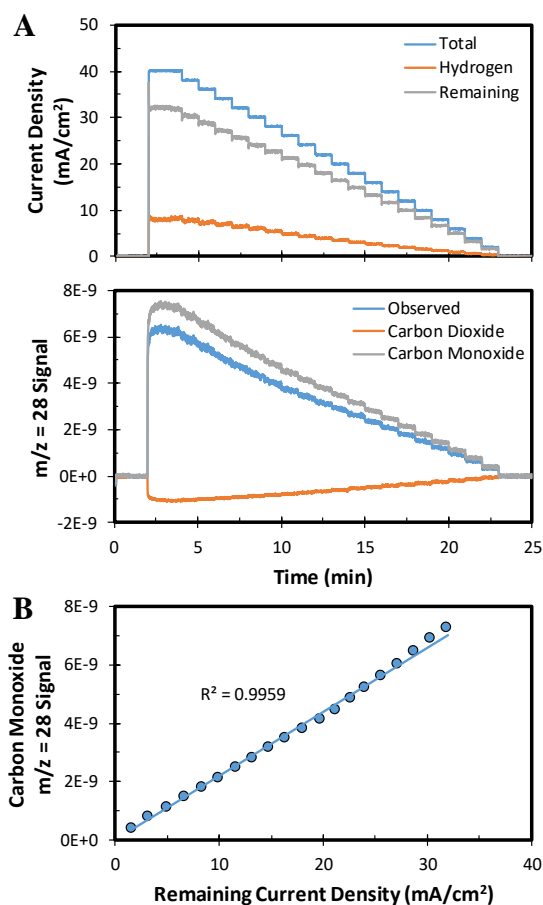 A
Current Density
(mA/cm²)
50
40
30
20
10
0
Total
Hydrogen
Remaining
m/z = 28 Signal
8E-9
6E-9
4E-9
2E-9
0E+0
-2E-9
Observed
Carbon Dioxide
Carbon Monoxide
0 5 10 15 20 25
Time (min)
B
Carbon Monoxide
m/z = 28 Signal
8E-9
6E-9
4E-9
2E-9
0E+0
R² = 0.9959
0 10 20 30 40
Remaining Current Density (mA/cm²)